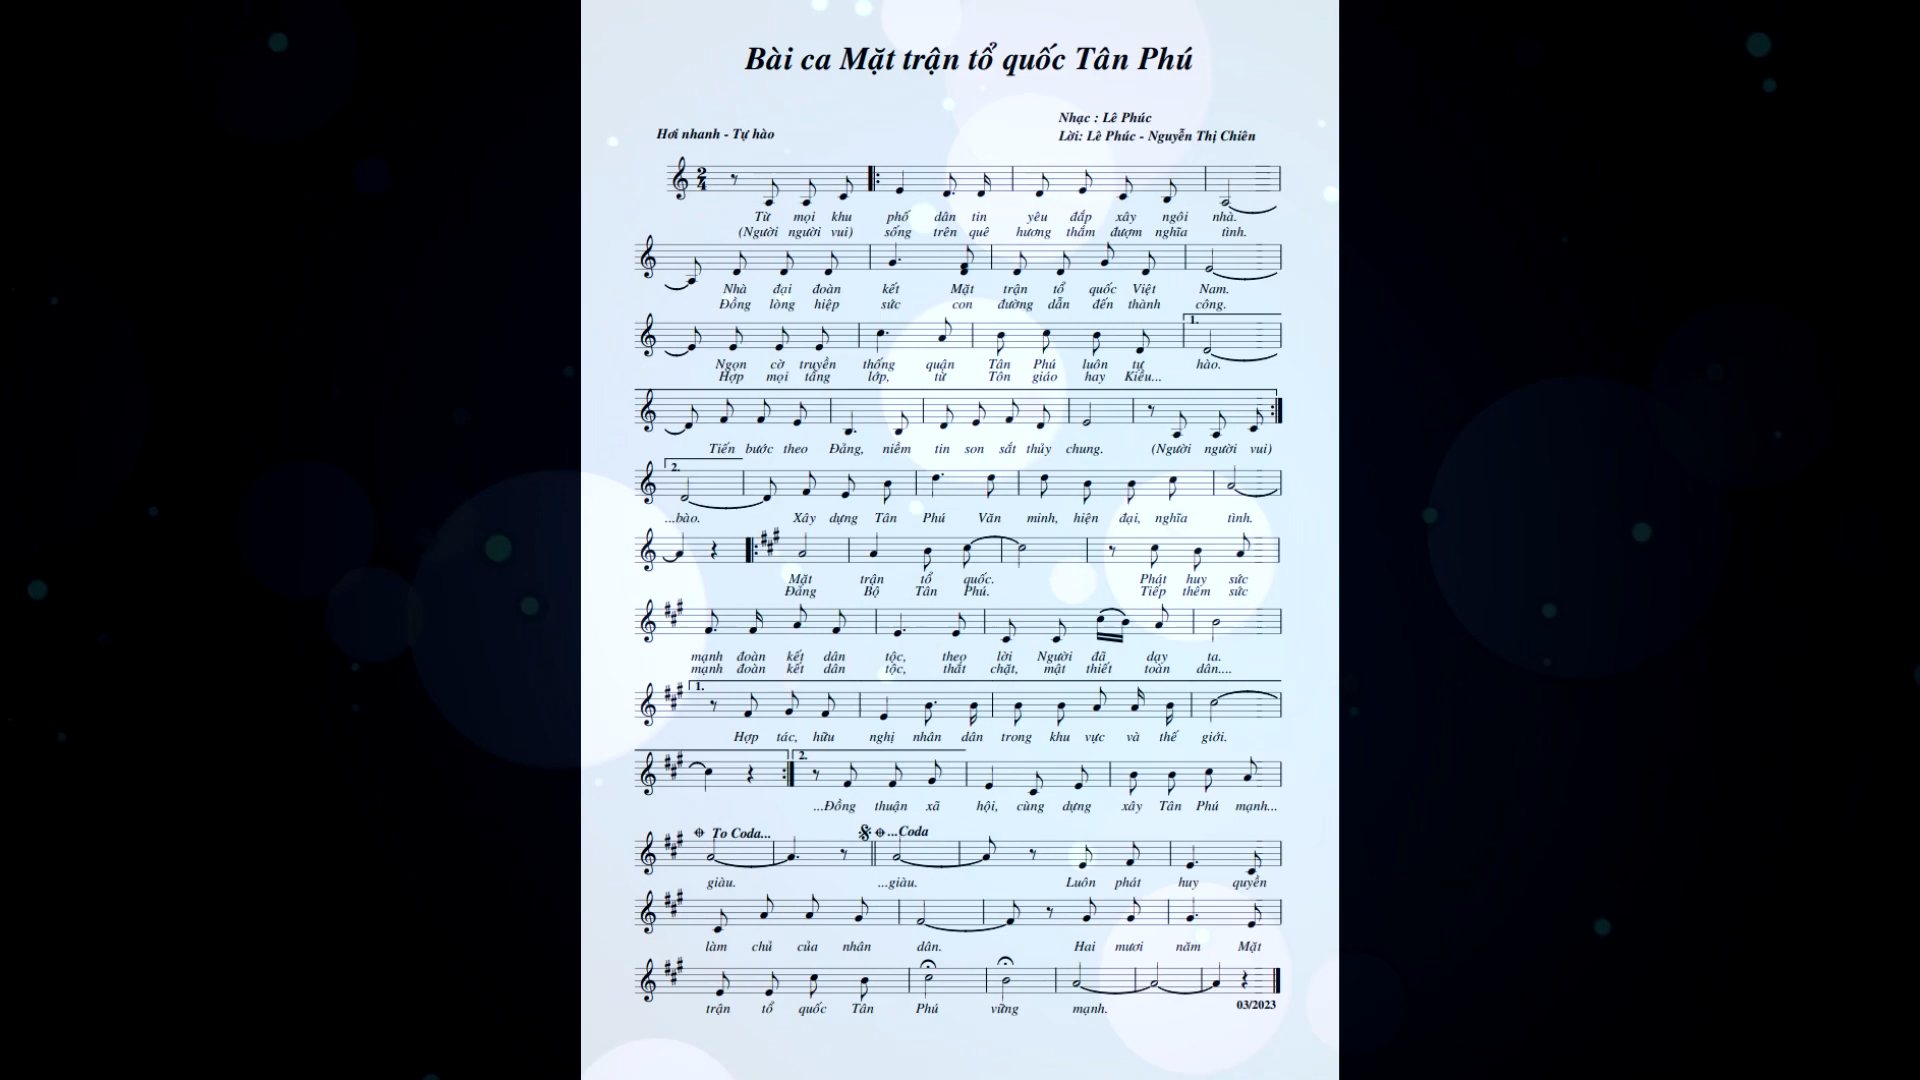 Bài ca Mặt trận tổ quốc Tân Phú
Nhạc : Lê Phúc
Hơi nhanh - Tự hào
Lời: Lê Phúc - Nguyễn Thị Chiên
2
4
Từ mọi khu phố dân tin yêu đắp xây ngôi nhà.
(Người người vui) sống trên quê hương thắm đượm nghĩa tình.
Nhà đại đoàn kết Mặt trận tổ quốc Việt Nam.
Đồng lòng hiệp sức con đường dẫn đến thành công.
1.
Ngọn cờ truyền thống quận Tân Phú luôn tự hào.
Hợp mọi tầng lớp, từ Tôn giáo hay Kiều...
Tiến bước theo Đảng, niềm tin son sắt thủy chung. (Người người vui)
2.
...bào. Xây dựng Tân Phú Văn minh, hiện đại, nghĩa tình.
Mặt trận tổ quốc. Phát huy sức
Đảng Bộ Tân Phú. Tiếp thêm sức
mạnh đoàn kết dân tộc, theo lời Người đã dạy ta.
mạnh đoàn kết dân tộc, thắt chặt, mật thiết toàn dân....
1.
Hợp tác, hữu nghị nhân dân trong khu vực và thế giới.
2.
...Đồng thuận xã hội, cùng dựng xây Tân Phú mạnh...
To Coda... ...Coda
giàu. ...giàu. Luôn phát huy quyền
làm chủ của nhân dân. Hai mươi năm Mặt
trận tổ quốc Tân Phú vững mạnh.
03/2023